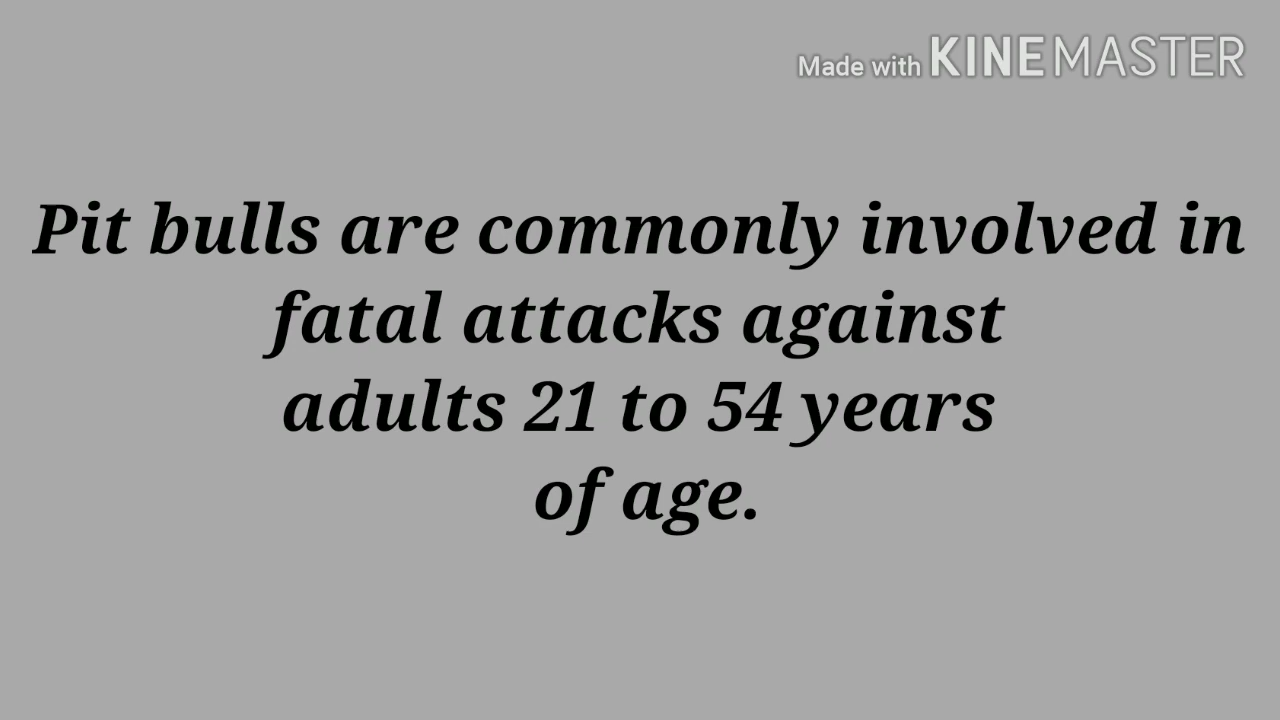 Made with KINEMASTER
Pit bulls are commonly involved in
fatal attacks against
adults 21 to 54 years
of age.